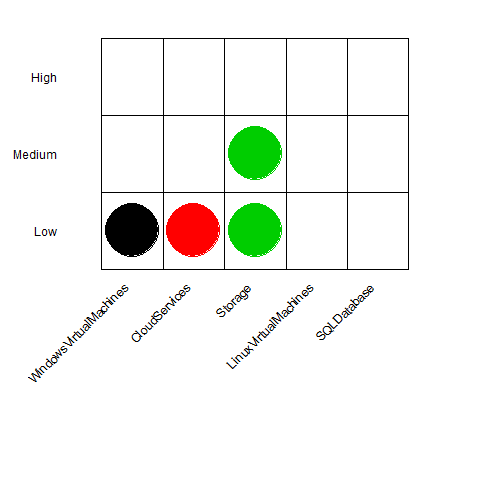 High
Medium
Low
WindowsVirtualMachines
CloudServices
Storage
LinuxVirtualMachines
SQLDatabase